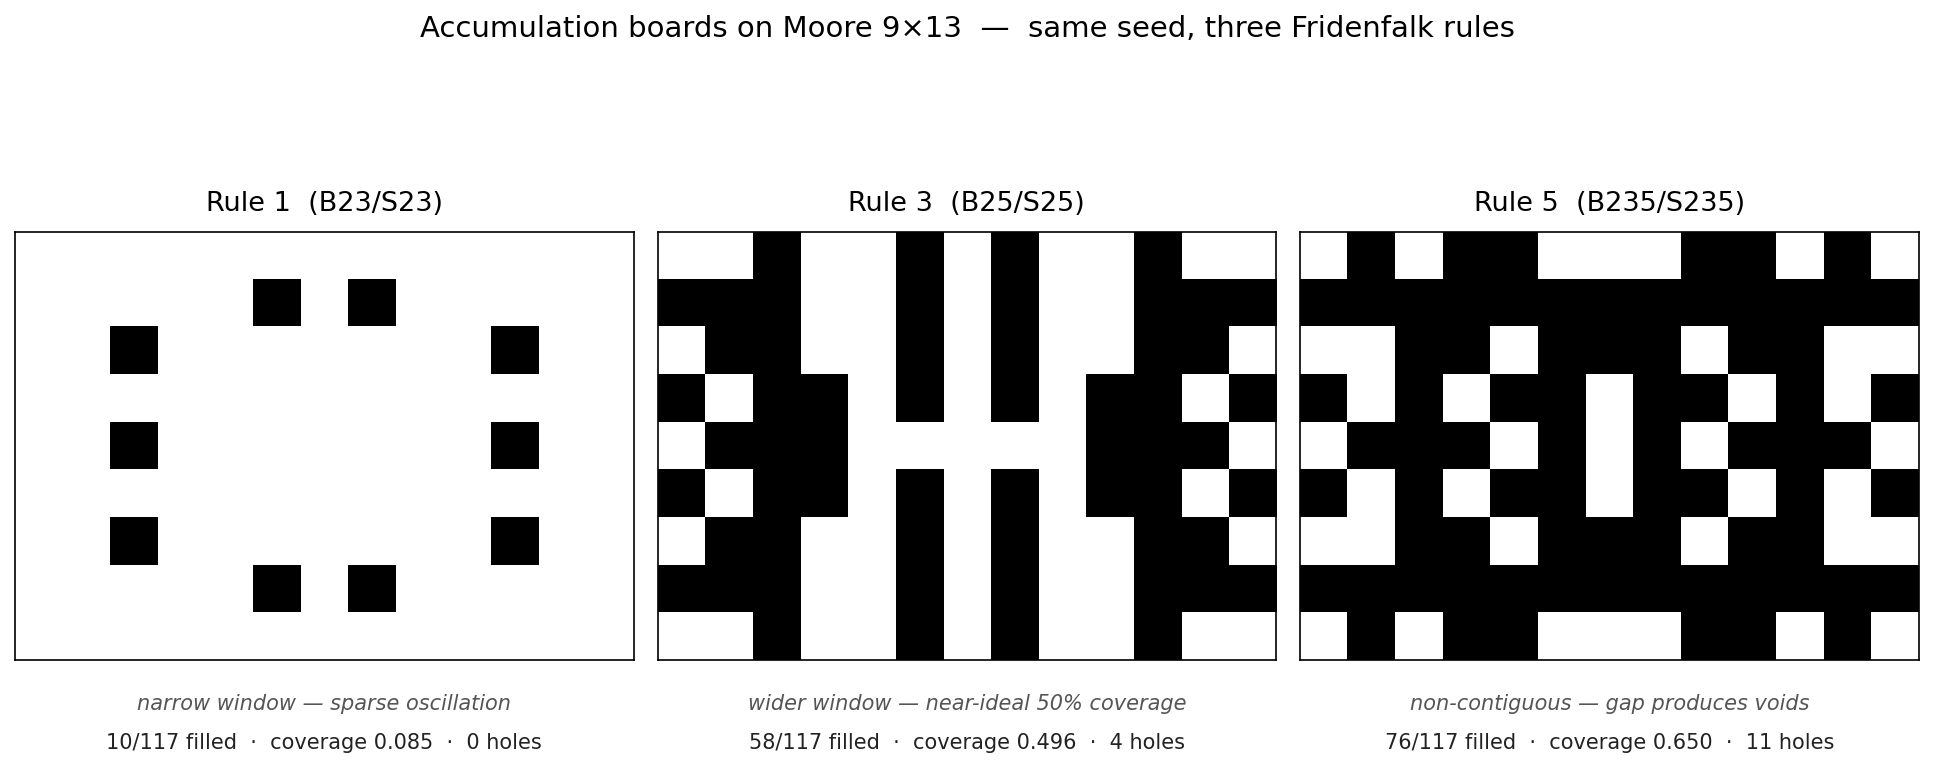 Accumulation boards on Moore 9×13  —  same seed, three Fridenfalk rules
Rule 1  (B23/S23)
Rule 3  (B25/S25)
Rule 5  (B235/S235)
narrow window — sparse oscillation
wider window — near-ideal 50% coverage
non-contiguous — gap produces voids
10/117 filled  ·  coverage 0.085  ·  0 holes
58/117 filled  ·  coverage 0.496  ·  4 holes
76/117 filled  ·  coverage 0.650  ·  11 holes